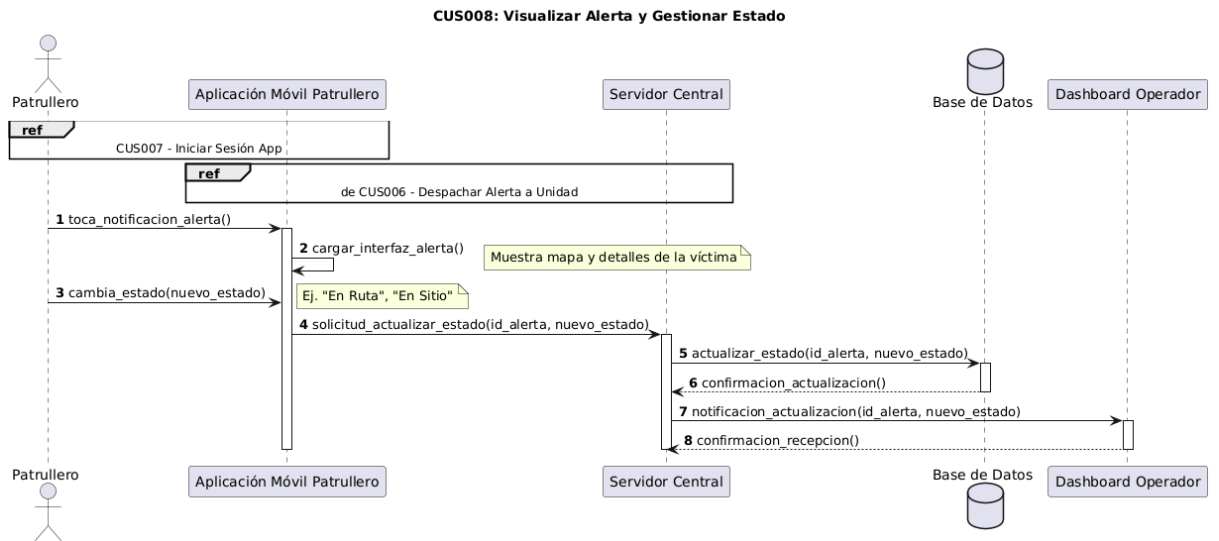 CUS008: Visualizar Alerta y Gestionar Estado
Patrullero
Aplicación Móvil Patrullero
Servidor Central
Base de Datos
Dashboard Operador
ref
CUS007 - Iniciar Sesión App
ref
de CUS006 - Despachar Alerta a Unidad
1 toca_notificacion_alerta()
2 cargar_interfaz_alerta()
Muestra mapa y detalles de la víctima
3 cambia_estado(nuevo_estado)
Ej. "En Ruta", "En Sitio"
4 solicitud_actualizar_estado(id_alerta, nuevo_estado)
5 actualizar_estado(id_alerta, nuevo_estado)
6 confirmacion_actualizacion()
7 notificacion_actualizacion(id_alerta, nuevo_estado)
8 confirmacion_recepcion()
Patrullero
Aplicación Móvil Patrullero
Servidor Central
Base de Datos
Dashboard Operador